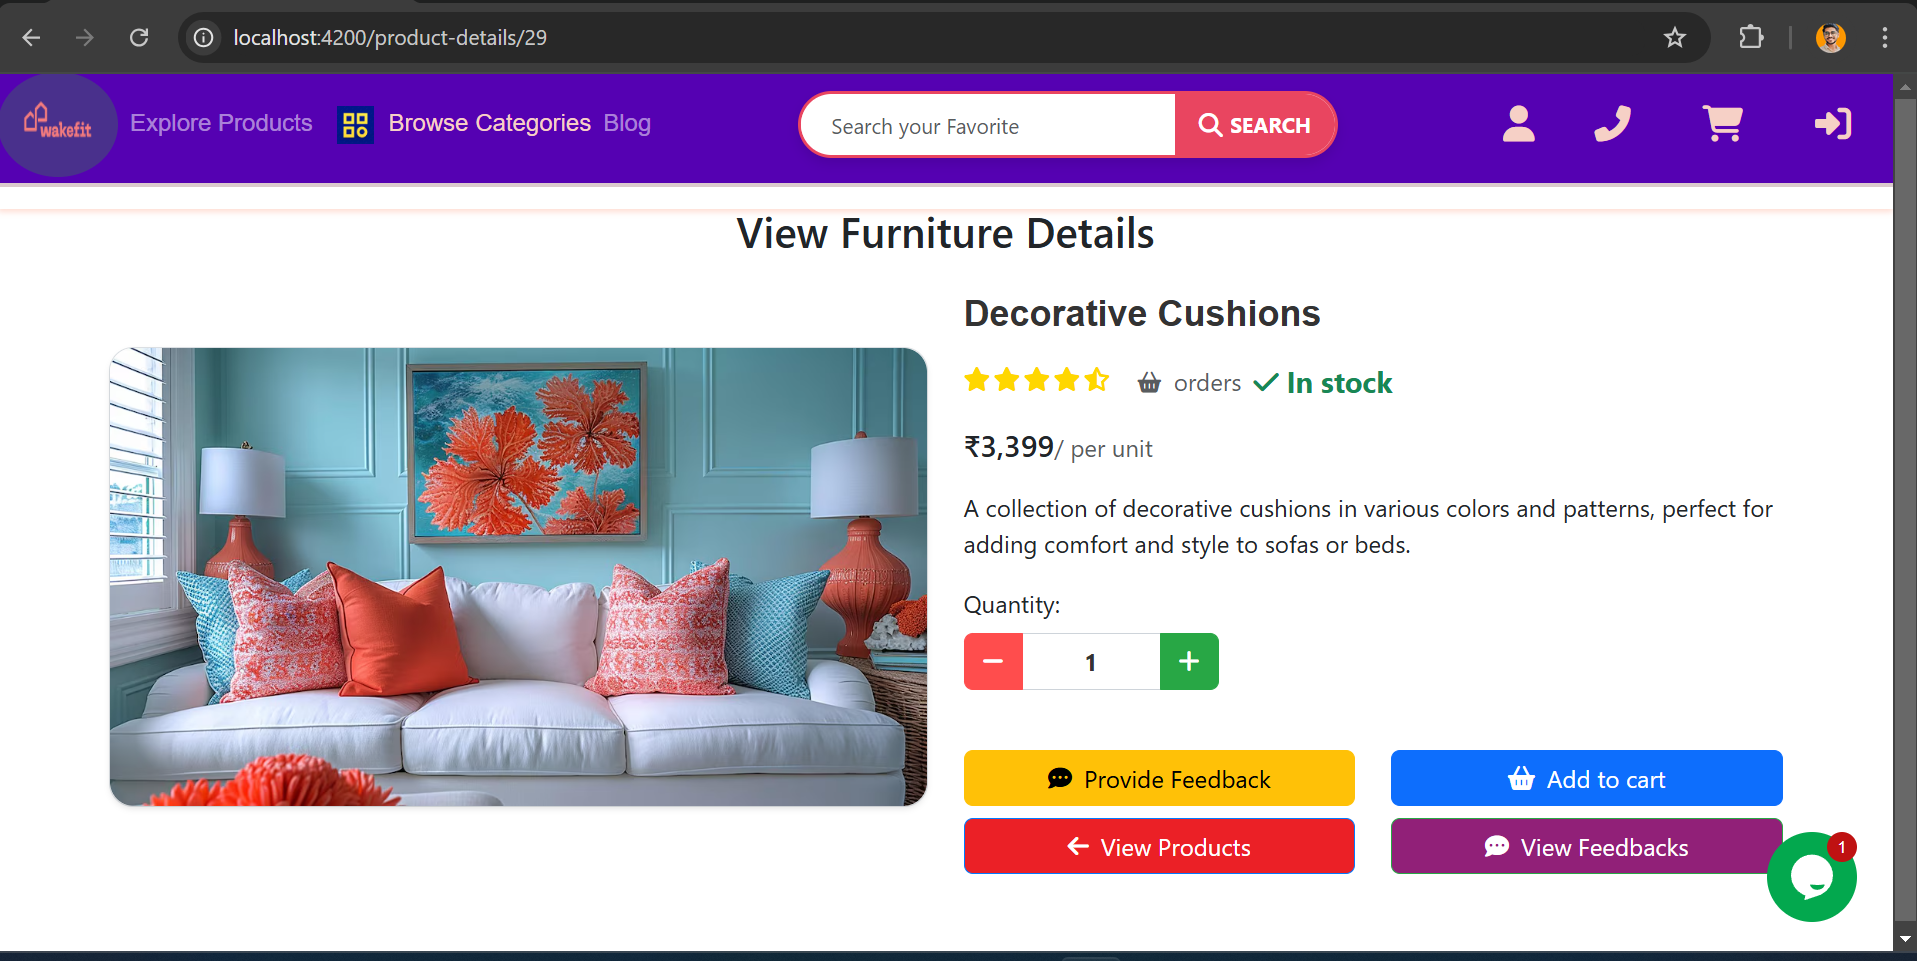 localhost:4200/product-details/29
wakefit
Explore Products
Browse Categories
Blog
Search your Favorite
SEARCH
View Furniture Details
Decorative Cushions
orders
In stock
₹3,399/ per unit
A collection of decorative cushions in various colors and patterns, perfect for
adding comfort and style to sofas or beds.
Quantity:
1
Provide Feedback
Add to cart
View Products
View Feedbacks
1